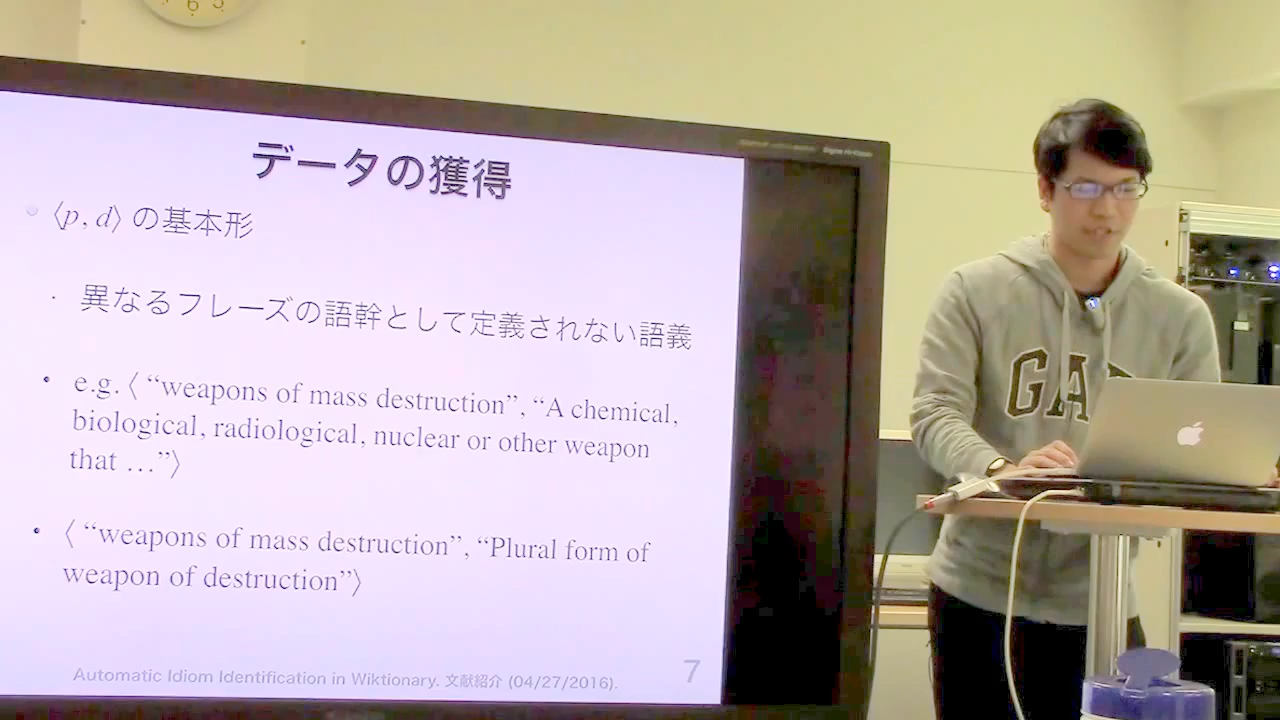 6
データの獲得
⟨p, d⟩ の基本形
異なるフレーズの語幹として定義されない語義
e.g. ⟨ “weapons of mass destruction”, “A chemical,
biological, radiological, nuclear or other weapon
that …”⟩
⟨ “weapons of mass destruction”, “Plural form of
weapon of destruction”⟩
Automatic Idiom Identification in Wiktionary. 文献紹介 (04/27/2016).
7